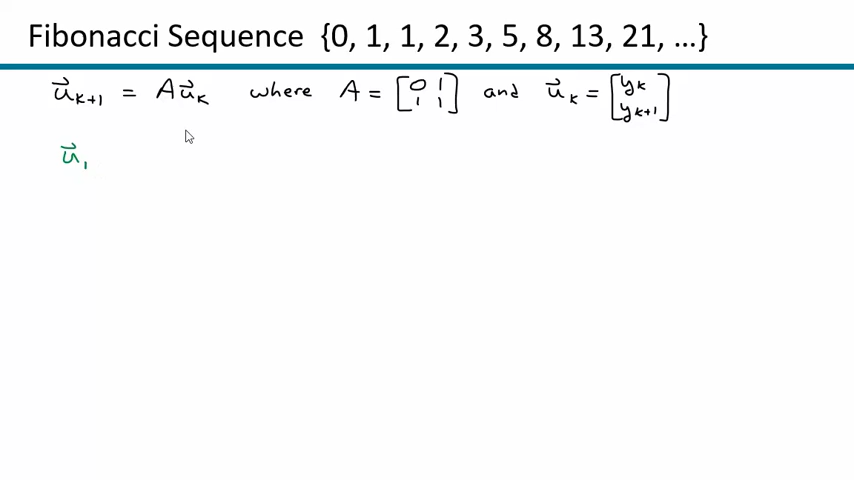 Fibonacci Sequence {0, 1, 1, 2, 3, 5, 8, 13, 21, …}
u⃗ₖ₊₁ = Au⃗ₖ where A = [0 1; 1 1] and u⃗ₖ = [yₖ; yₖ₊₁]
u⃗₁